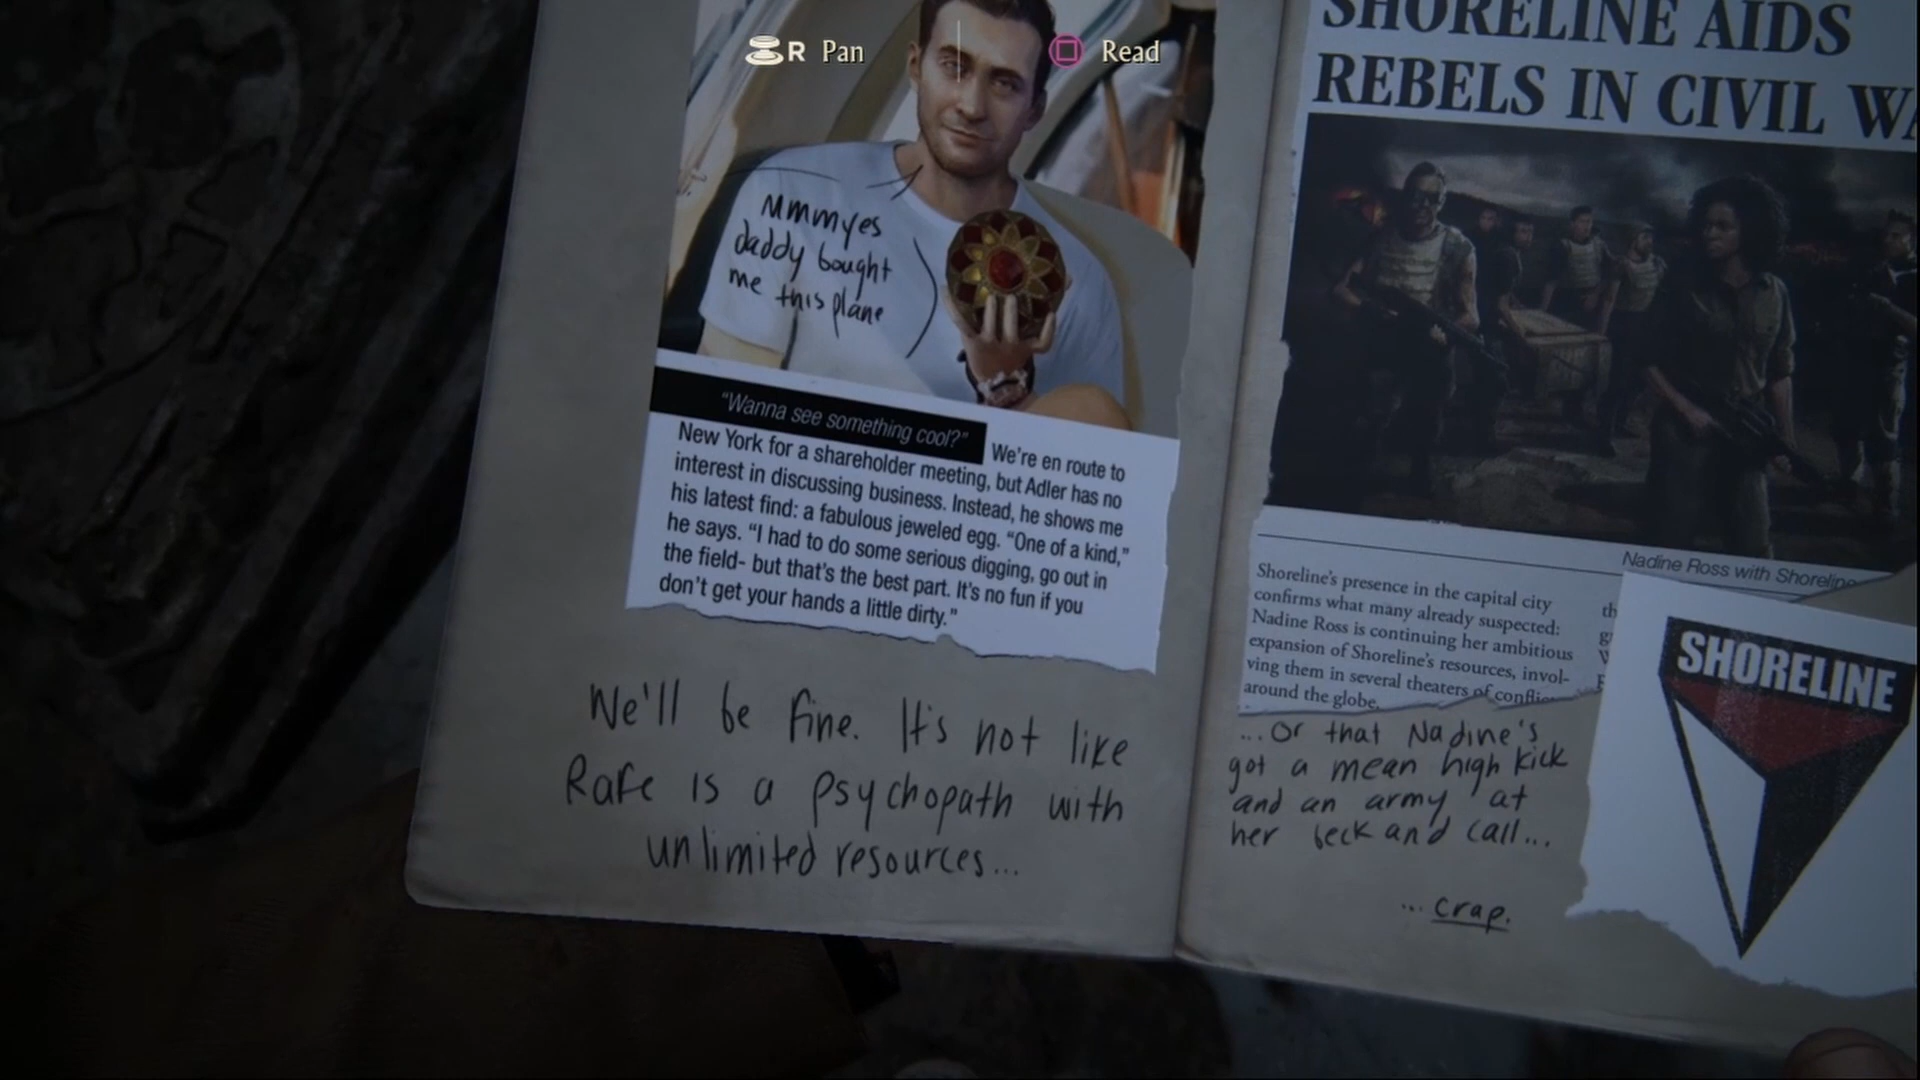 R Pan
Read
Mmmyes
daddy bought
me this plane
"Wanna see something cool?" We're en route to
New York for a shareholder meeting, but Adler has no
interest in discussing business. Instead, he shows me
his latest find: a fabulous jeweled egg. "One of a kind,"
he says. "I had to do some serious digging, go out in
the field- but that's the best part. It's no fun if you
don't get your hands a little dirty."
We'll be fine. It's not like
Rafe is a psychopath with
unlimited resources...
SHORELINE AIDS
REBELS IN CIVIL
Nadine Ross with Shoreline
Shoreline's presence in the capital city
confirms what many already suspected:
Nadine Ross is continuing her ambitious
expansion of Shoreline's resources, invol-
ving them in several theaters of conflic
around the globe.
...Or that Nadine's
got a mean high kick
and an army at
her beck and call...
...crap.
SHORELINE